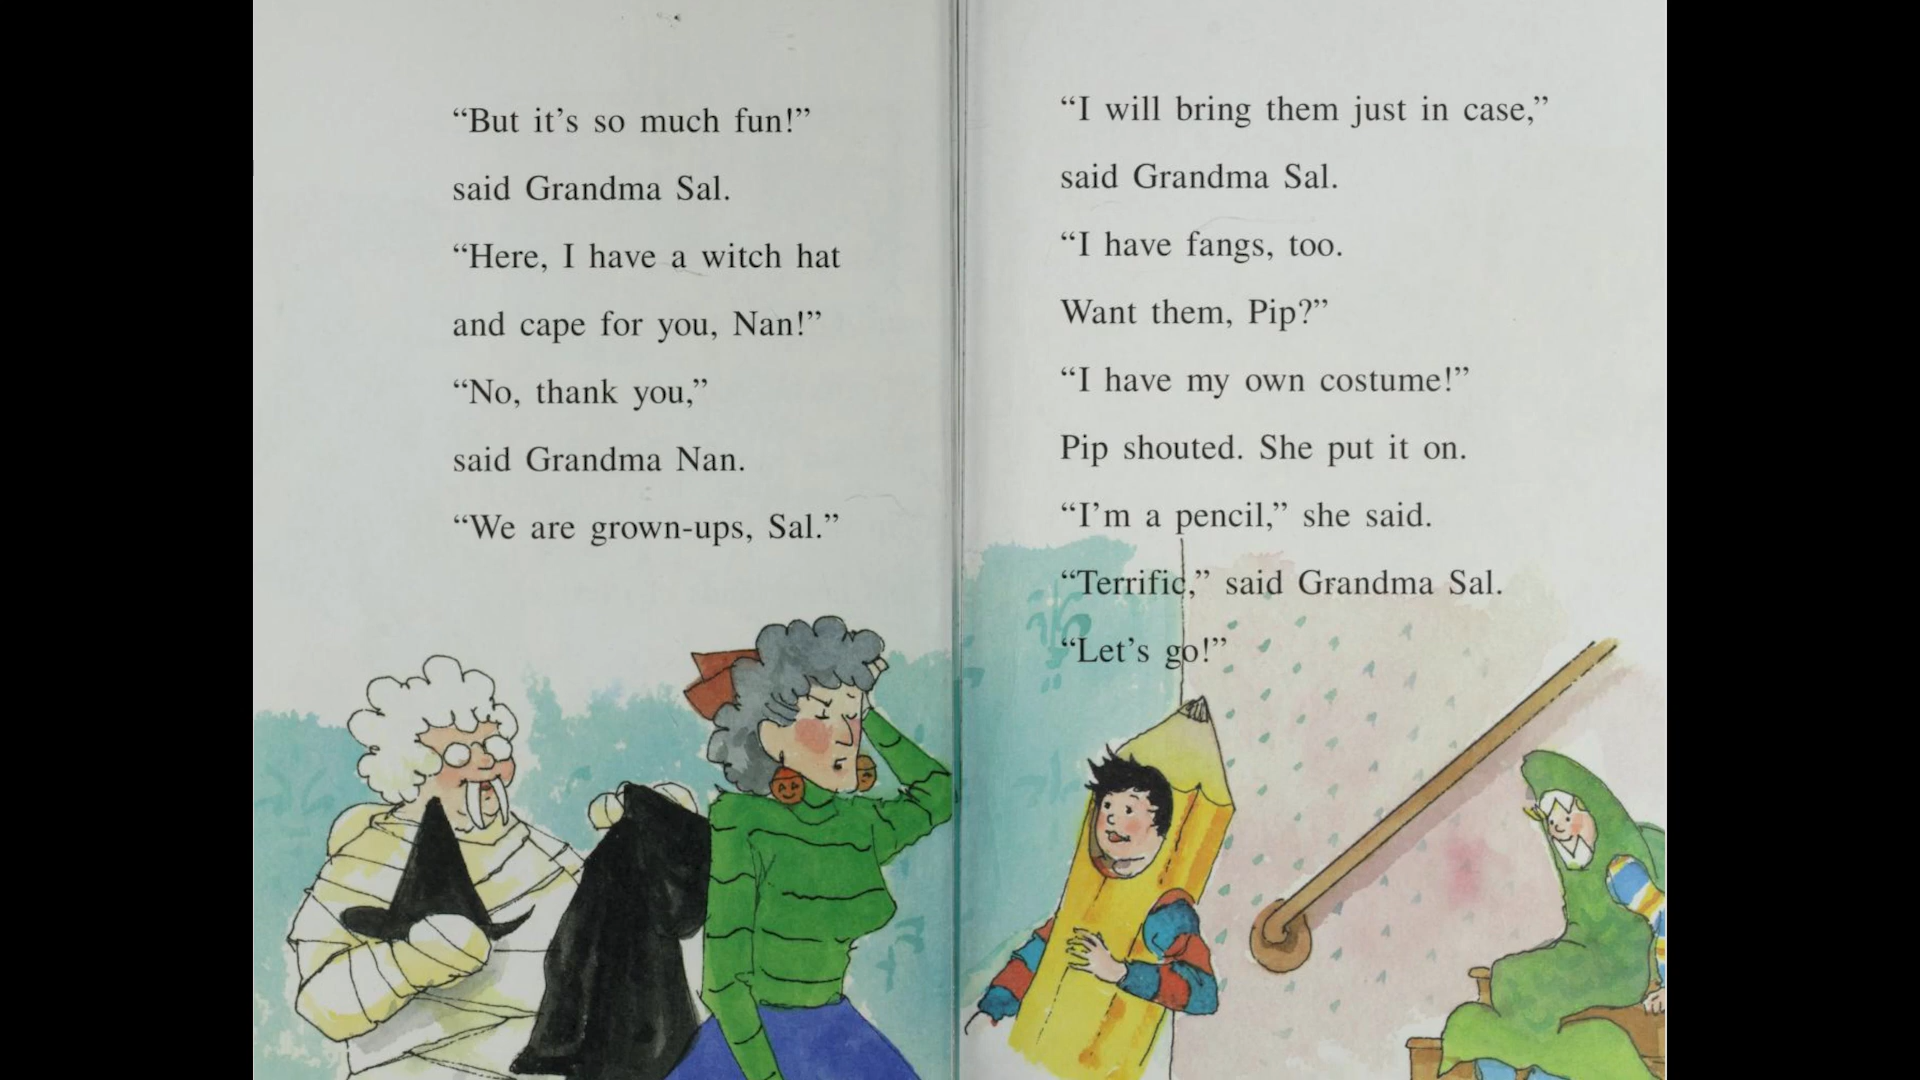 “But it’s so much fun!”
said Grandma Sal.
“Here, I have a witch hat
and cape for you, Nan!”
“No, thank you,”
said Grandma Nan.
“We are grown-ups, Sal.”
“I will bring them just in case,”
said Grandma Sal.
“I have fangs, too.
Want them, Pip?”
“I have my own costume!”
Pip shouted. She put it on.
“I’m a pencil,” she said.
“Terrific,” said Grandma Sal.
“Let’s go!”